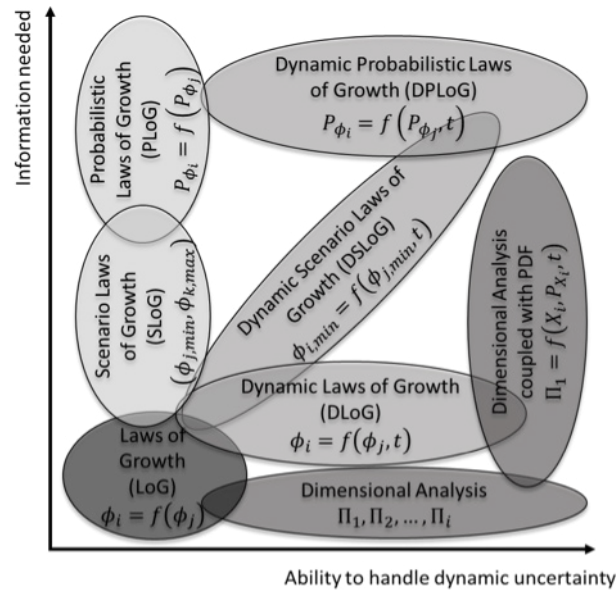 Information needed
Probabilistic
Laws of Growth
(PLoG)
P_{ϕ_i} = f(P_{ϕ_j})
Dynamic Probabilistic Laws
of Growth (DPLoG)
P_{ϕ_i} = f(P_{ϕ_j}, t)
Scenario Laws
of Growth
(SLoG)
(ϕ_{j,min}, ϕ_{k,max})
Dynamic Scenario Laws of
Growth (DSLoG)
ϕ_{i,min} = f(ϕ_{j,min}, t)
Dimensional Analysis
coupled with PDF
Π_1 = f(X_i, P_{X_i}, t)
Dynamic Laws of Growth
(DLoG)
ϕ_i = f(ϕ_j, t)
Laws of
Growth
(LoG)
ϕ_i = f(ϕ_j)
Dimensional Analysis
Π_1, Π_2, ..., Π_i
Ability to handle dynamic uncertainty